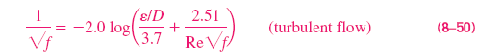 1/√f = −2.0 log((ε/D)/3.7 + 2.51/(Re√f)) (turbulent flow) (8–50)